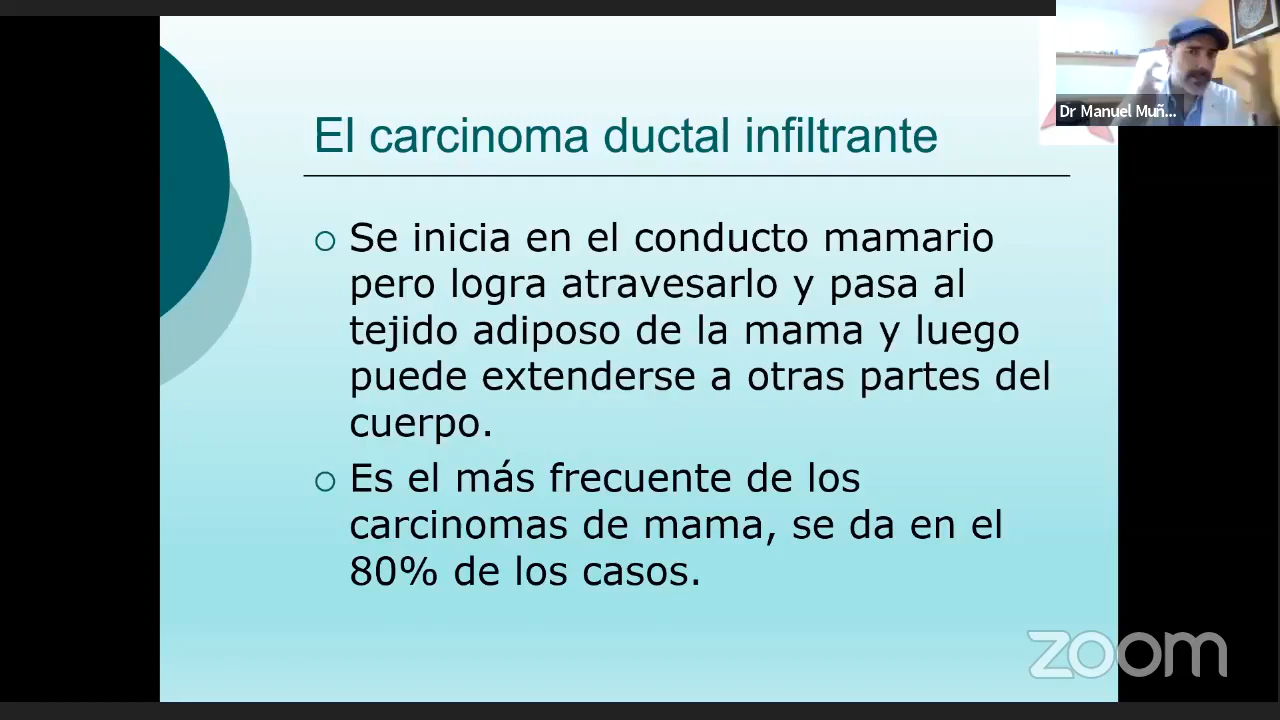 Dr Manuel Muñ...
El carcinoma ductal infiltrante
Se inicia en el conducto mamario
pero logra atravesarlo y pasa al
tejido adiposo de la mama y luego
puede extenderse a otras partes del
cuerpo.
Es el más frecuente de los
carcinomas de mama, se da en el
80% de los casos.
zoom